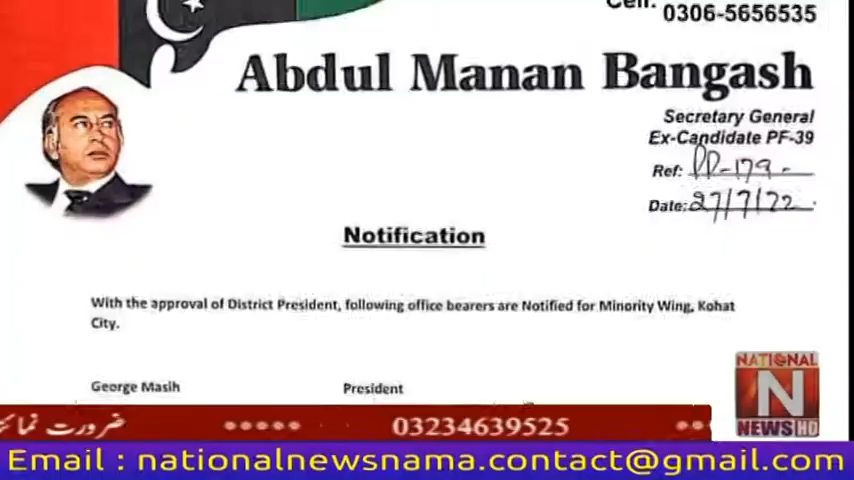 Cell:
0306-5656535
Abdul Manan Bangash
Secretary General
Ex-Candidate PF-39
Ref: PP-179-
Date: 27/7/22
Notification
With the approval of District President, following office bearers are Notified for Minority Wing, Kohat
City.
George Masih President
NATIONAL
N
NEWS HD
ضرورت 03234639525
Email : nationalnewsnama.contact@gmail.com